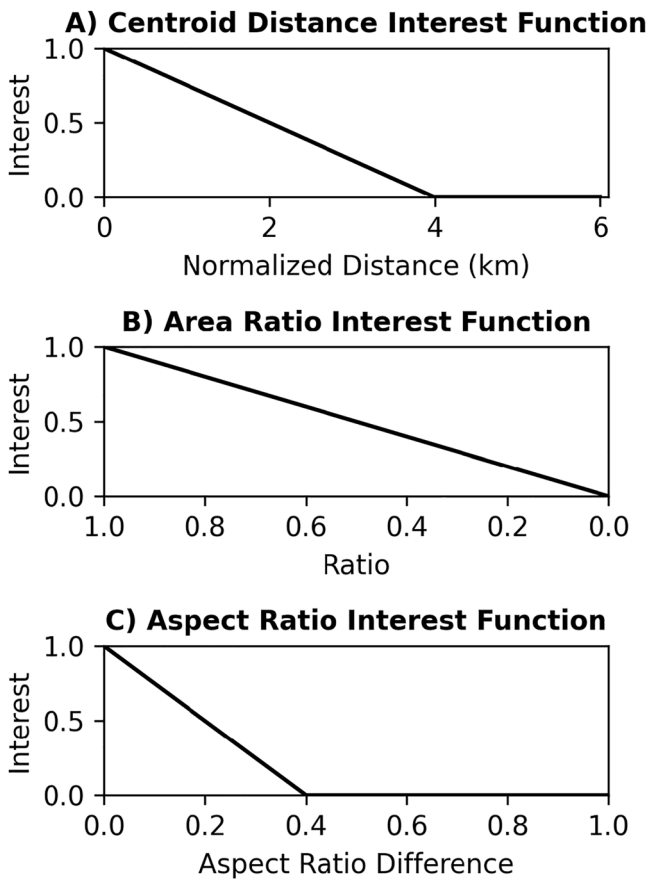 A) Centroid Distance Interest Function
1.0
0.5
0.0
Interest
0 2 4 6
Normalized Distance (km)
B) Area Ratio Interest Function
1.0
0.5
0.0
Interest
1.0 0.8 0.6 0.4 0.2 0.0
Ratio
C) Aspect Ratio Interest Function
1.0
0.5
0.0
Interest
0.0 0.2 0.4 0.6 0.8 1.0
Aspect Ratio Difference